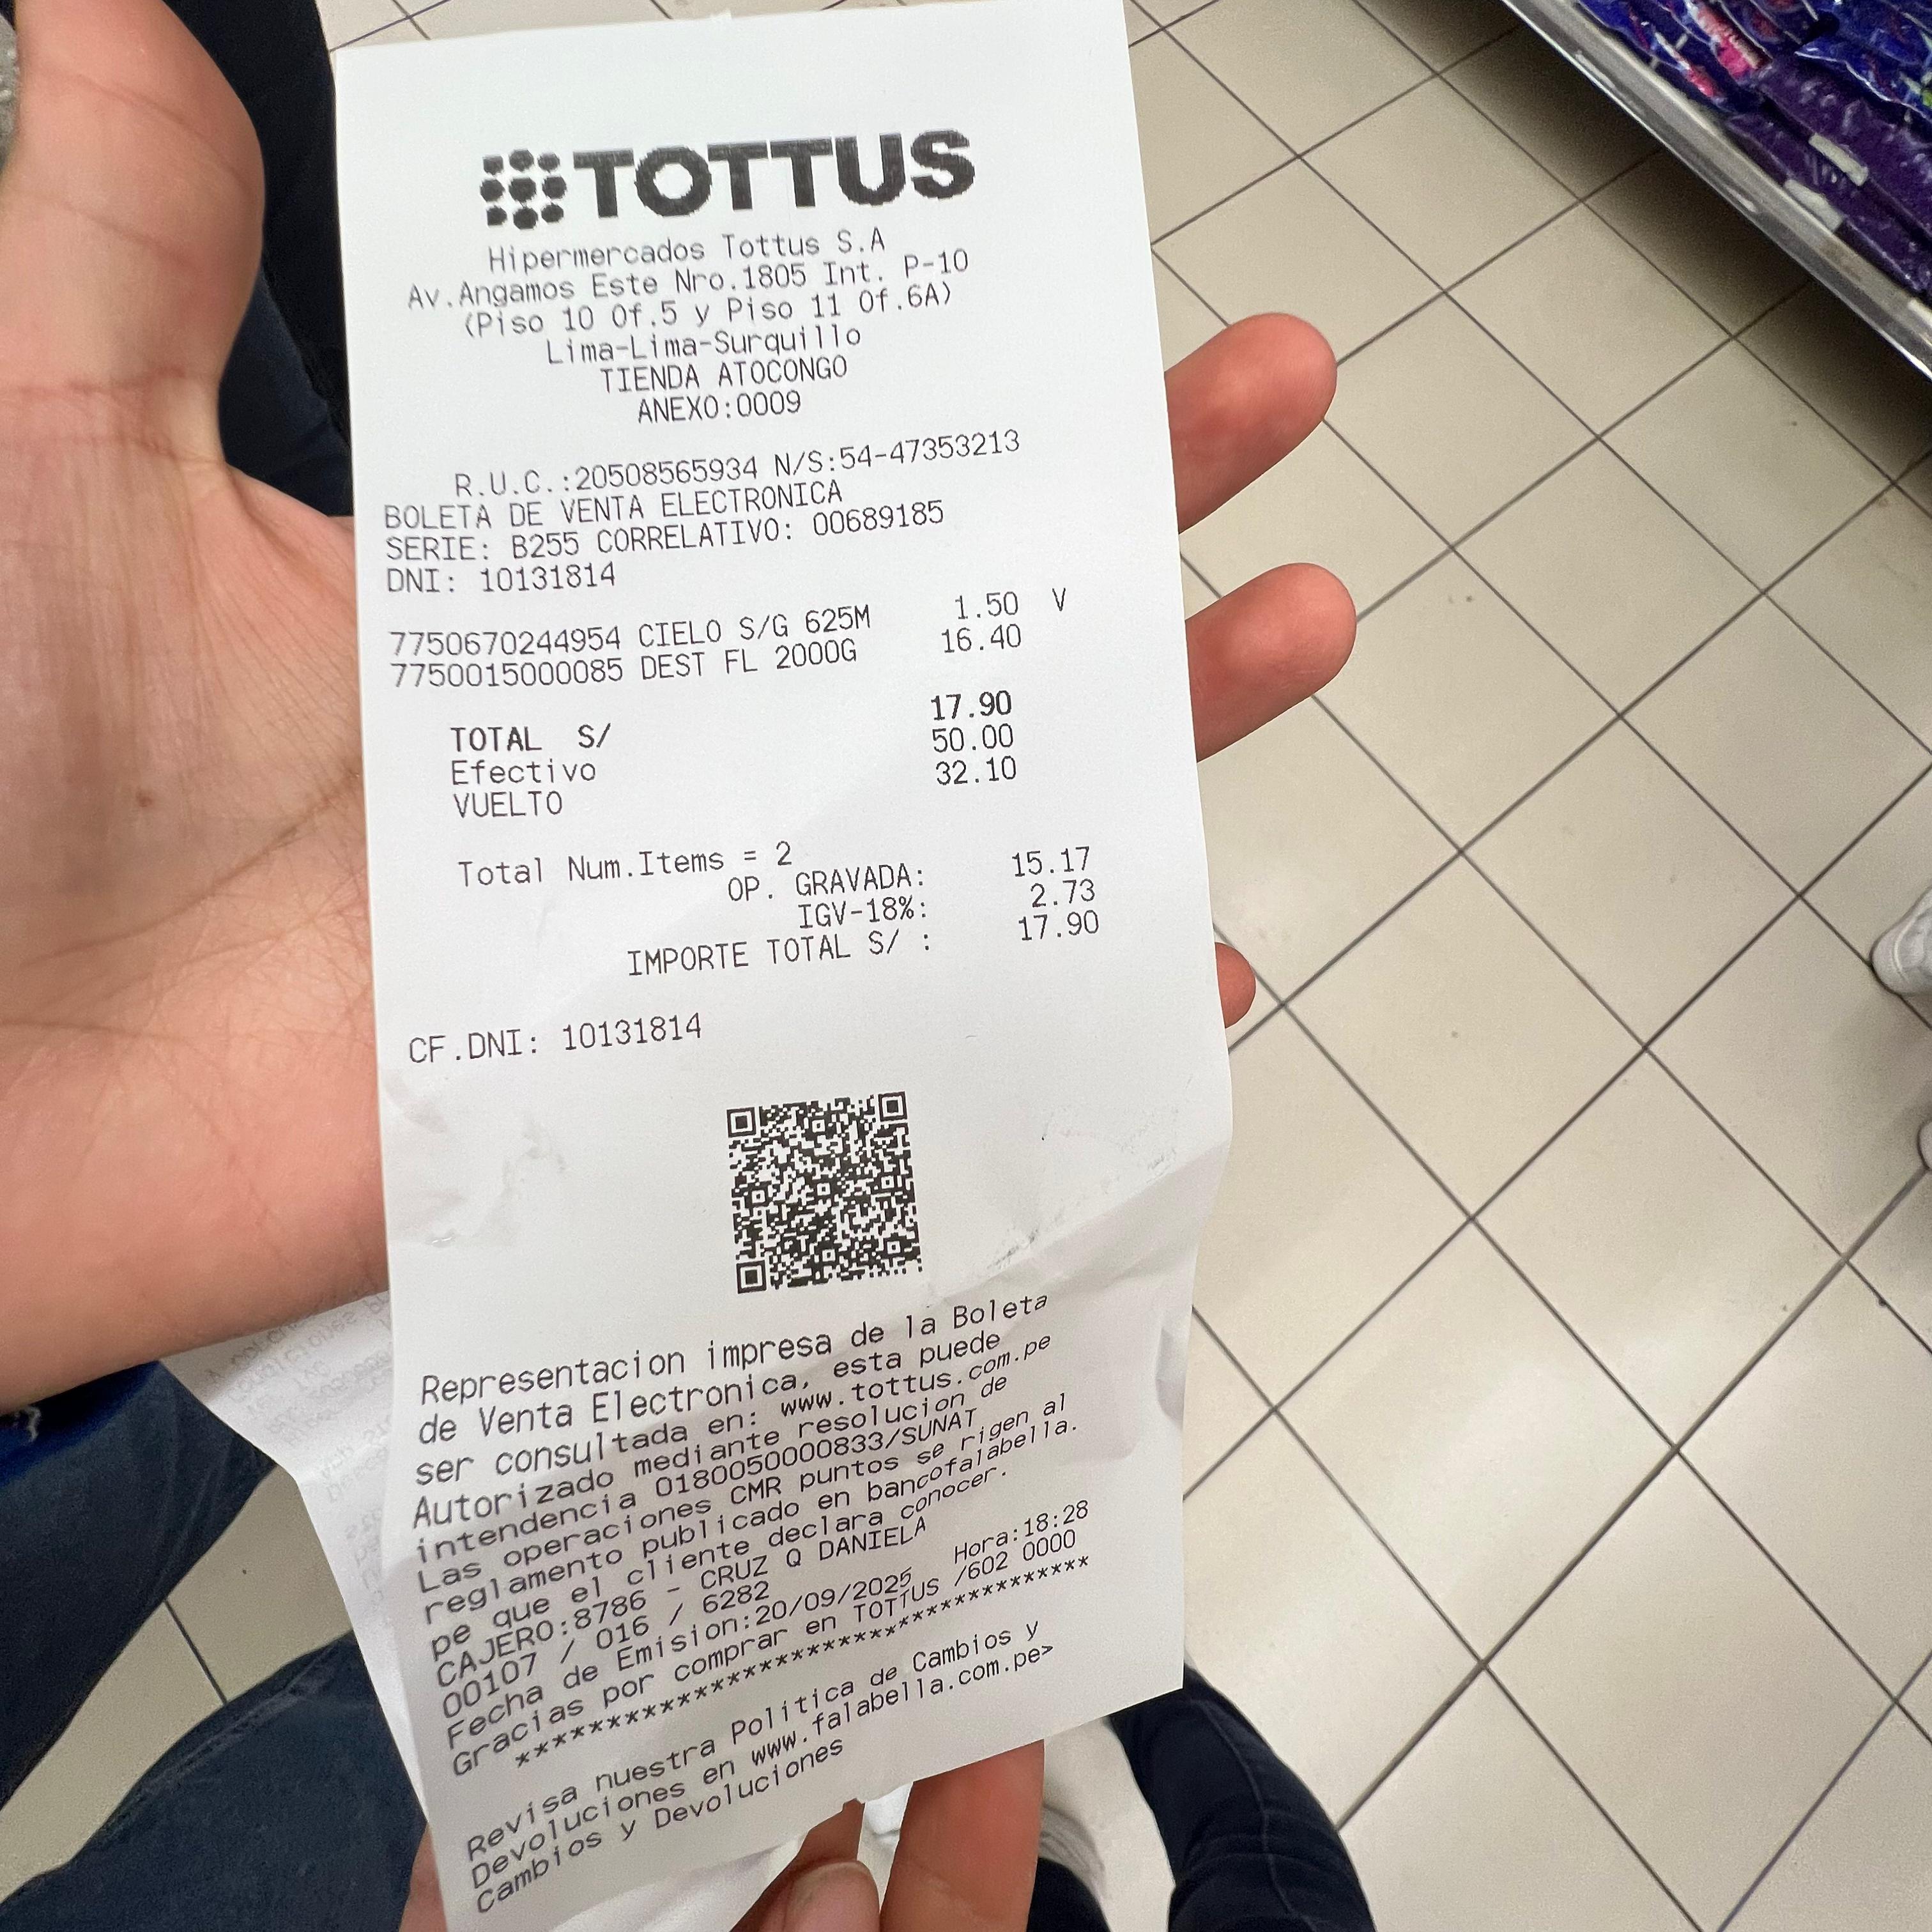 TOTTUS
Hipermercados Tottus S.A
Av.Angamos Este Nro.1805 Int. P-10
(Piso 10 Of.5 y Piso 11 Of.6A)
Lima-Lima-Surquillo
TIENDA ATOCONGO
ANEXO:0009
R.U.C.:20508565934 N/S:54-47353213
BOLETA DE VENTA ELECTRONICA
SERIE: B255 CORRELATIVO: 00689185
DNI: 10131814
7750670244954 CIELO S/G 625M 1.50 V
7750015000085 DEST FL 2000G 16.40
TOTAL S/ 17.90
Efectivo 50.00
VUELTO 32.10
Total Num.Items = 2
OP. GRAVADA: 15.17
IGV-18%: 2.73
IMPORTE TOTAL S/ : 17.90
CF.DNI: 10131814
Representacion impresa de la Boleta
de Venta Electronica, esta puede
ser consultada en: www.tottus.com.pe
Autorizado mediante resolucion de
intendencia 0180050000833/SUNAT
Las operaciones CMR puntos se rigen al
reglamento publicado en bancofalabella.
pe que el cliente declara conocer.
CAJERO:8786 - CRUZ Q DANIELA
00107 / 016 / 6282
Fecha de Emision:20/09/2025 Hora:18:28
Gracias por comprar en TOTTUS /602 0000
**********************************
Revisa nuestra Politica de Cambios y
Devoluciones en www.falabella.com.pe>
Cambios y Devoluciones